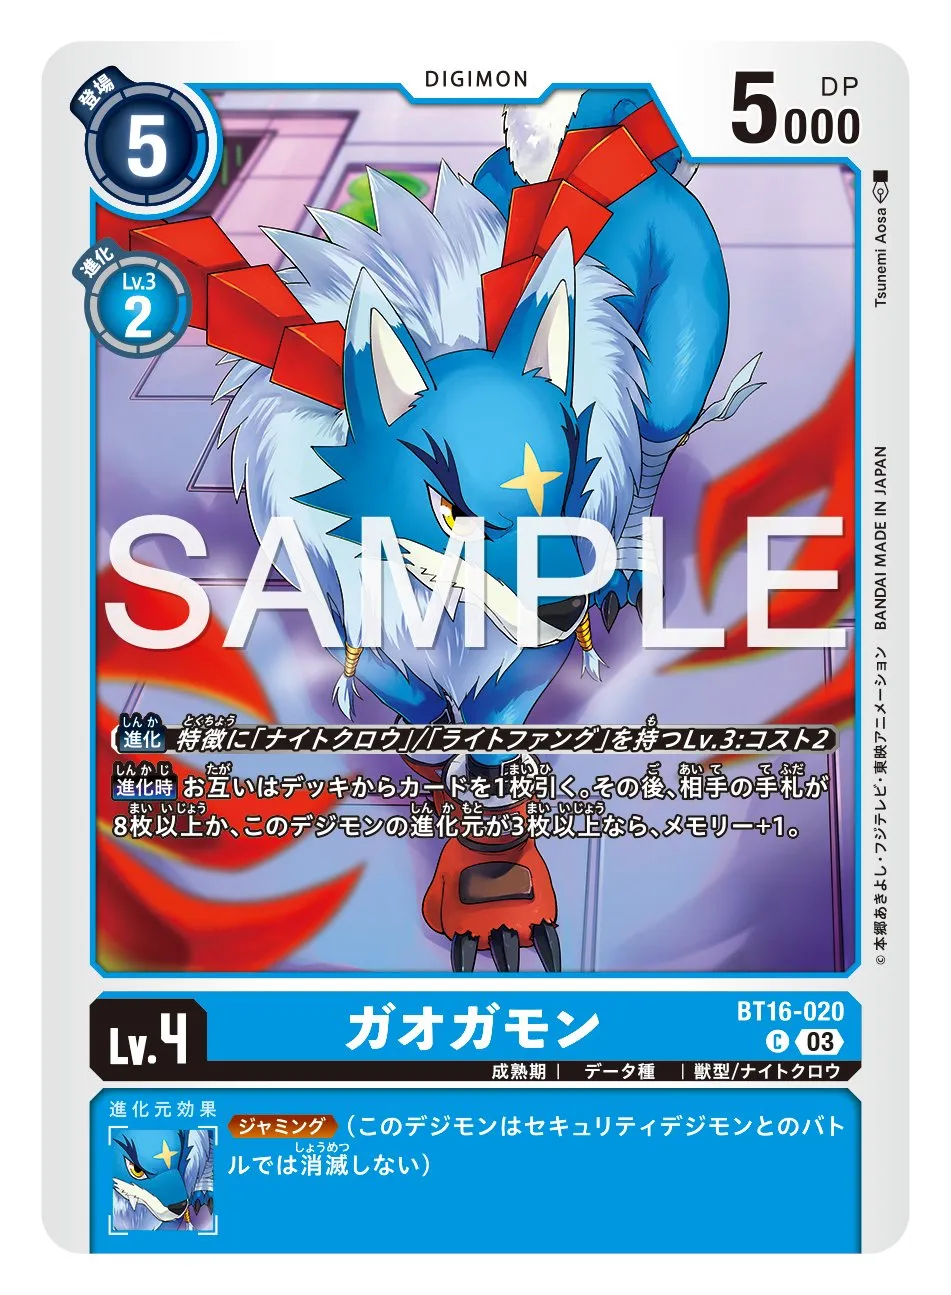 DIGIMON
登場
5
5000
DP
進化
Lv.3
2
Tsunemi Aosa
BANDAI MADE IN JAPAN
©本郷あきよし・フジテレビ・東映アニメーション
SAMPLE
進化 特徴に「ナイトクロウ」/「ライトファング」を持つLv.3:コスト2
進化時 お互いはデッキからカードを1枚引く。その後、相手の手札が
8枚以上か、このデジモンの進化元が3枚以上なら、メモリー+1。
Lv.4
ガオガモン
BT16-020
C 03
成熟期 | データ種 | 獣型/ナイトクロウ
進化元効果
ジャミング (このデジモンはセキュリティデジモンとのバト
ルでは消滅しない)